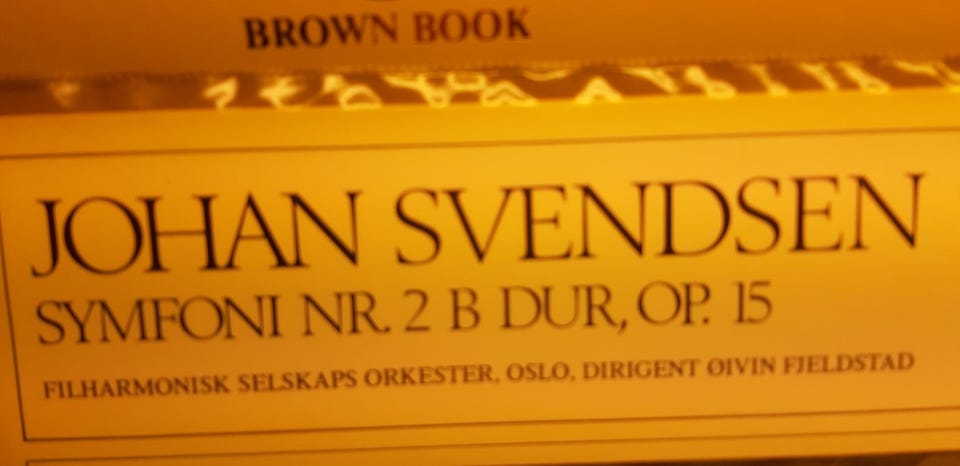 BROWN BOOK
JOHAN SVENDSEN
SYMFONI NR. 2 B DUR, OP. 15
FILHARMONISK SELSKAPS ORKESTER, OSLO, DIRIGENT ØIVIN FJELDSTAD